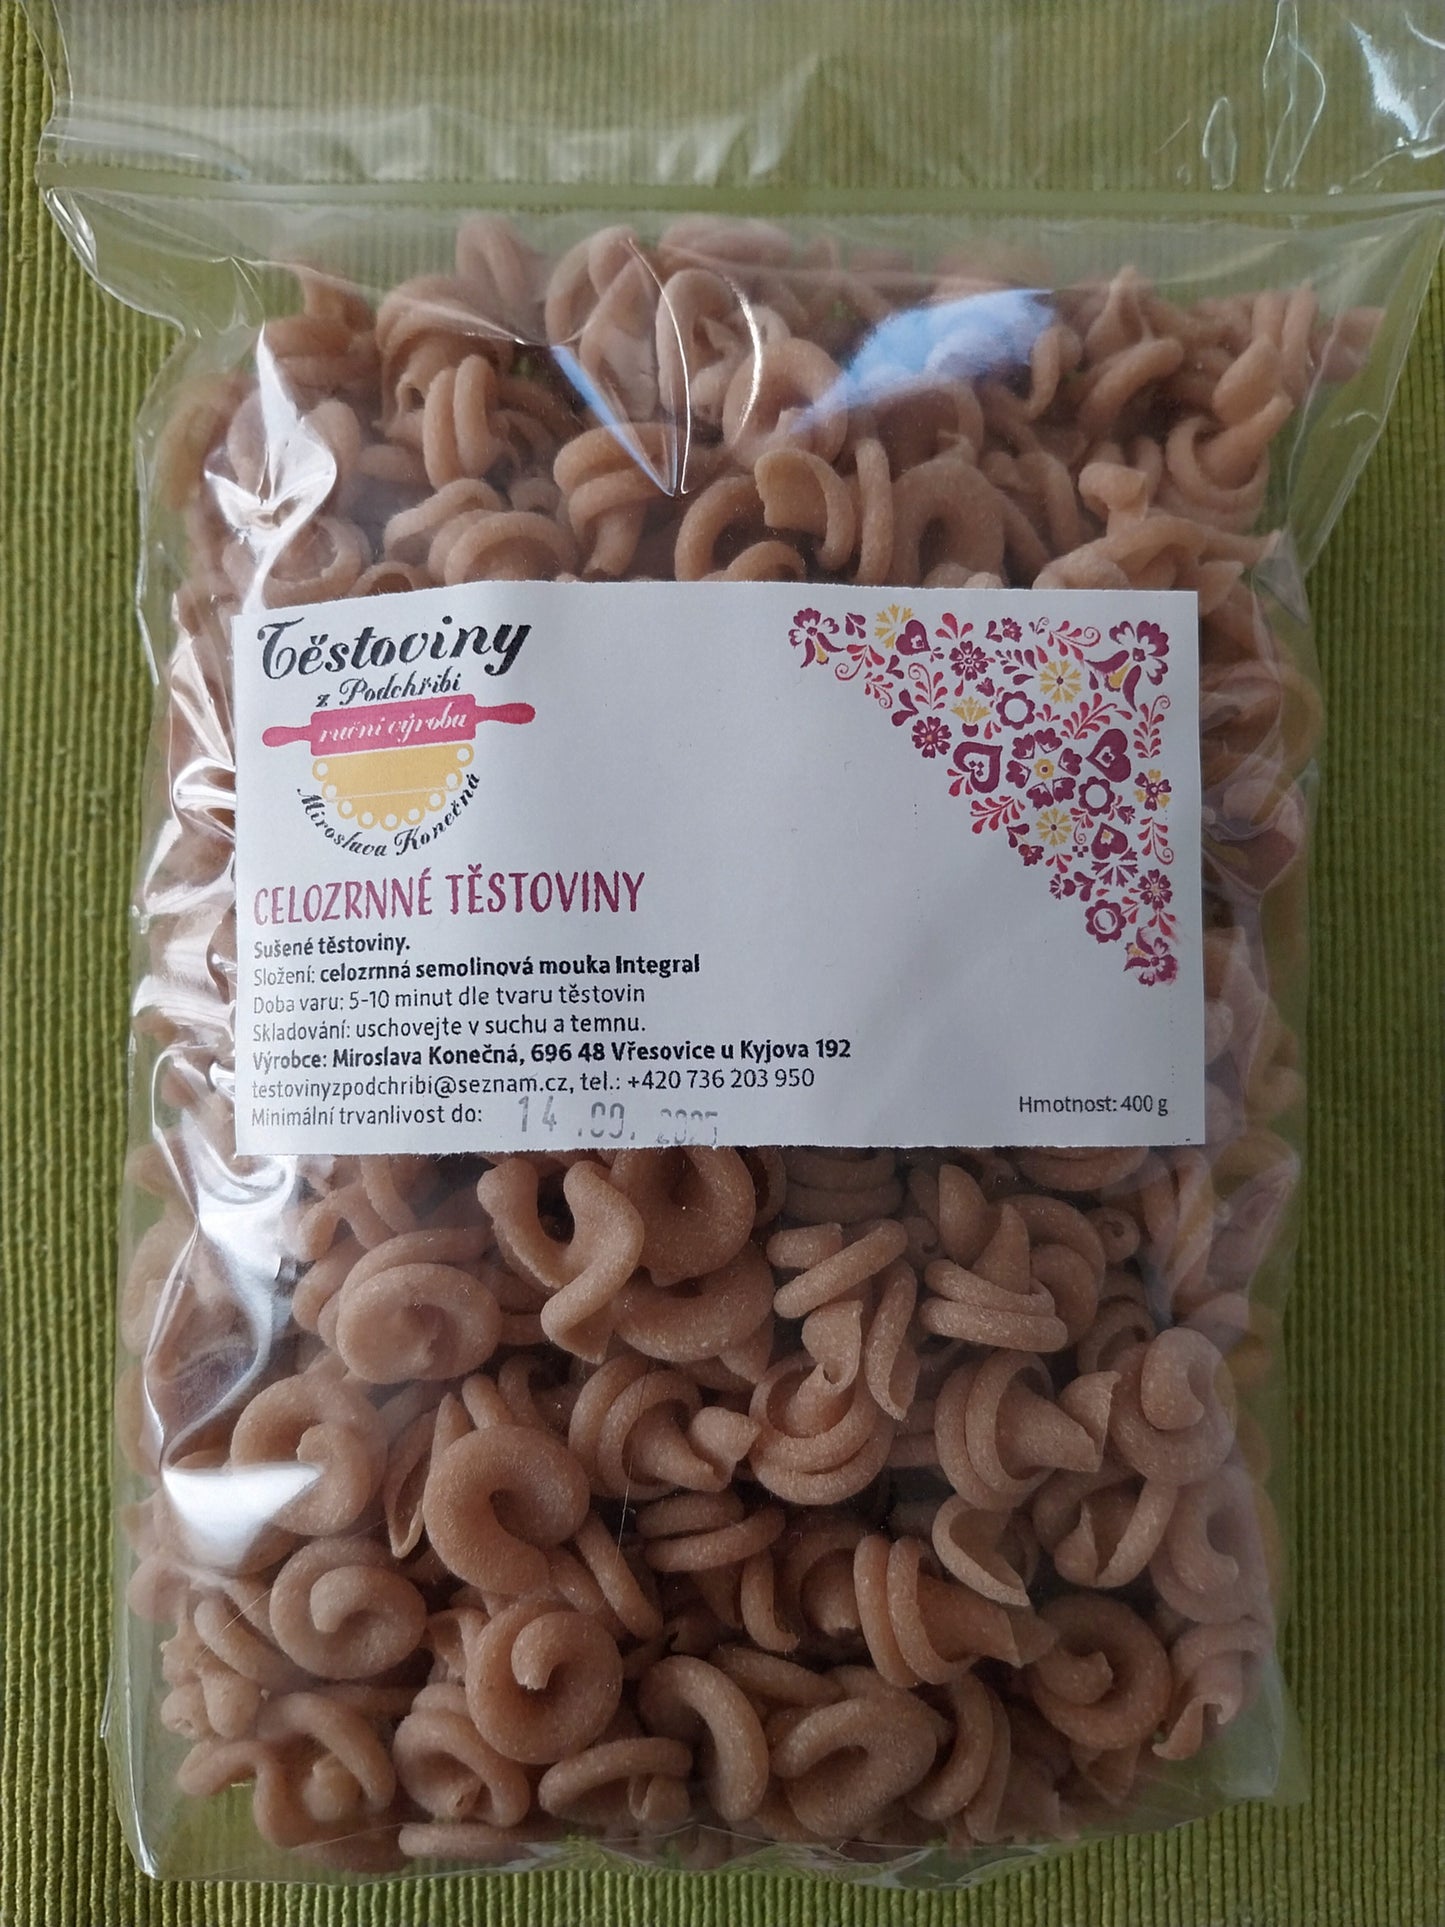 Těstoviny
z Podchřibí
ruční výroba
Miroslava Konečná
CELOZRNNÉ TĚSTOVINY
Sušené těstoviny.
Složení: celozrnná semolinová mouka Integral
Doba varu: 5-10 minut dle tvaru těstovin
Skladování: uschovejte v suchu a temnu.
Výrobce: Miroslava Konečná, 696 48 Vřesovice u Kyjova 192
testovinyzpodchribi@seznam.cz, tel.: +420 736 203 950
Minimální trvanlivost do: 14.09.2025
Hmotnost: 400 g